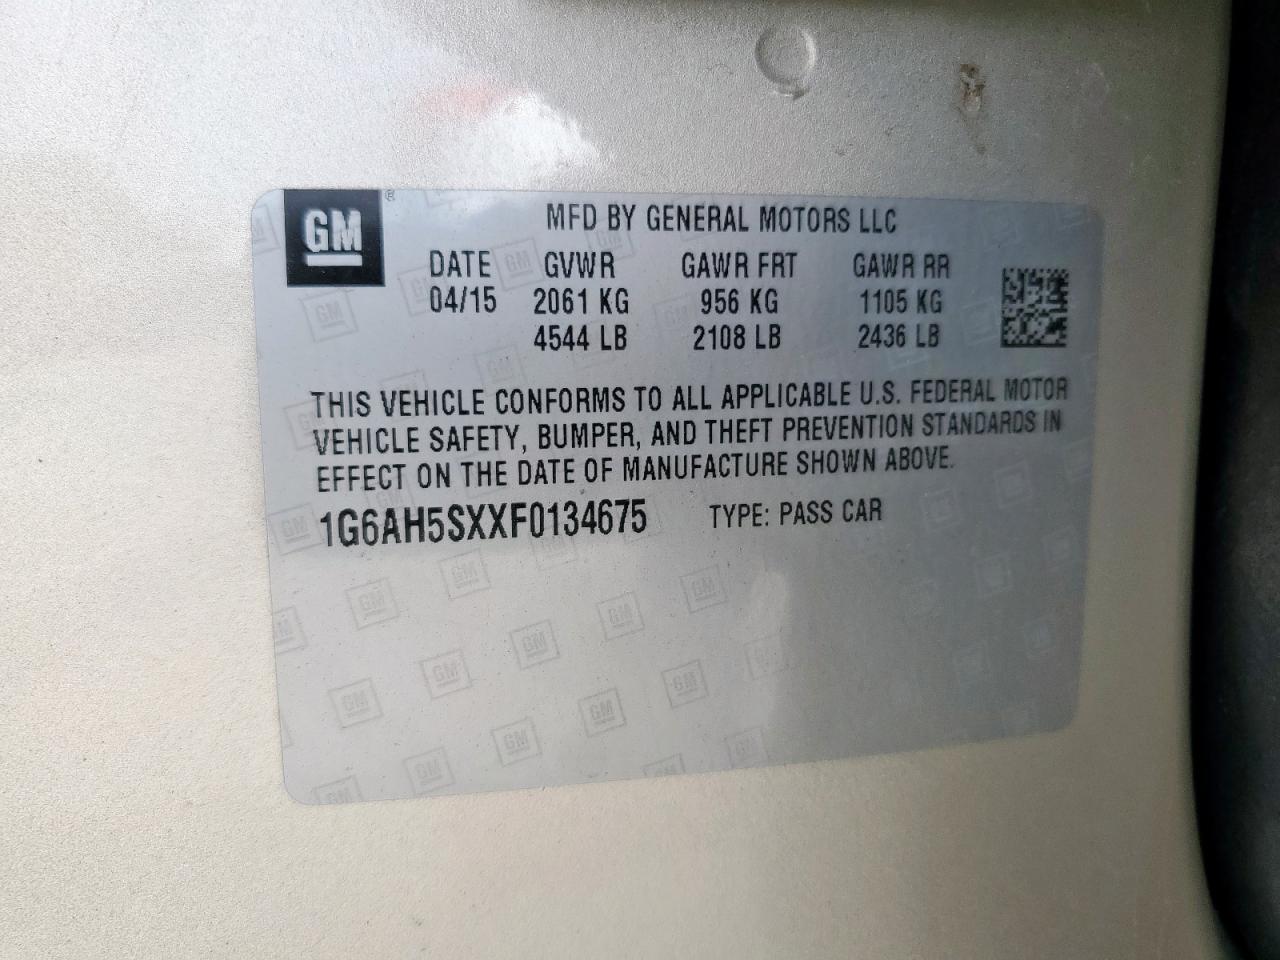 GM
MFD BY GENERAL MOTORS LLC
DATE GVWR GAWR FRT GAWR RR
04/15 2061 KG 956 KG 1105 KG
4544 LB 2108 LB 2436 LB
THIS VEHICLE CONFORMS TO ALL APPLICABLE U.S. FEDERAL MOTOR
VEHICLE SAFETY, BUMPER, AND THEFT PREVENTION STANDARDS IN
EFFECT ON THE DATE OF MANUFACTURE SHOWN ABOVE.
1G6AH5SXXF0134675 TYPE: PASS CAR